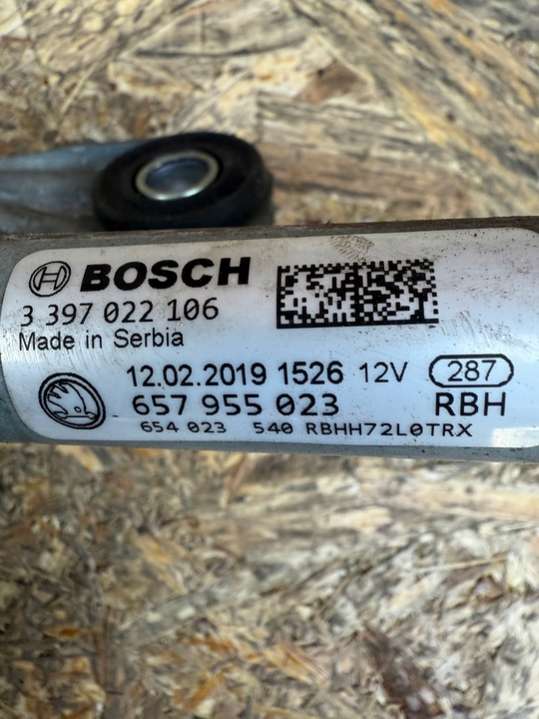 BOSCH
3 397 022 106
Made in Serbia
12.02.2019 1526 12V 287
657 955 023 RBH
654 023 540 RBHH72L0TRX